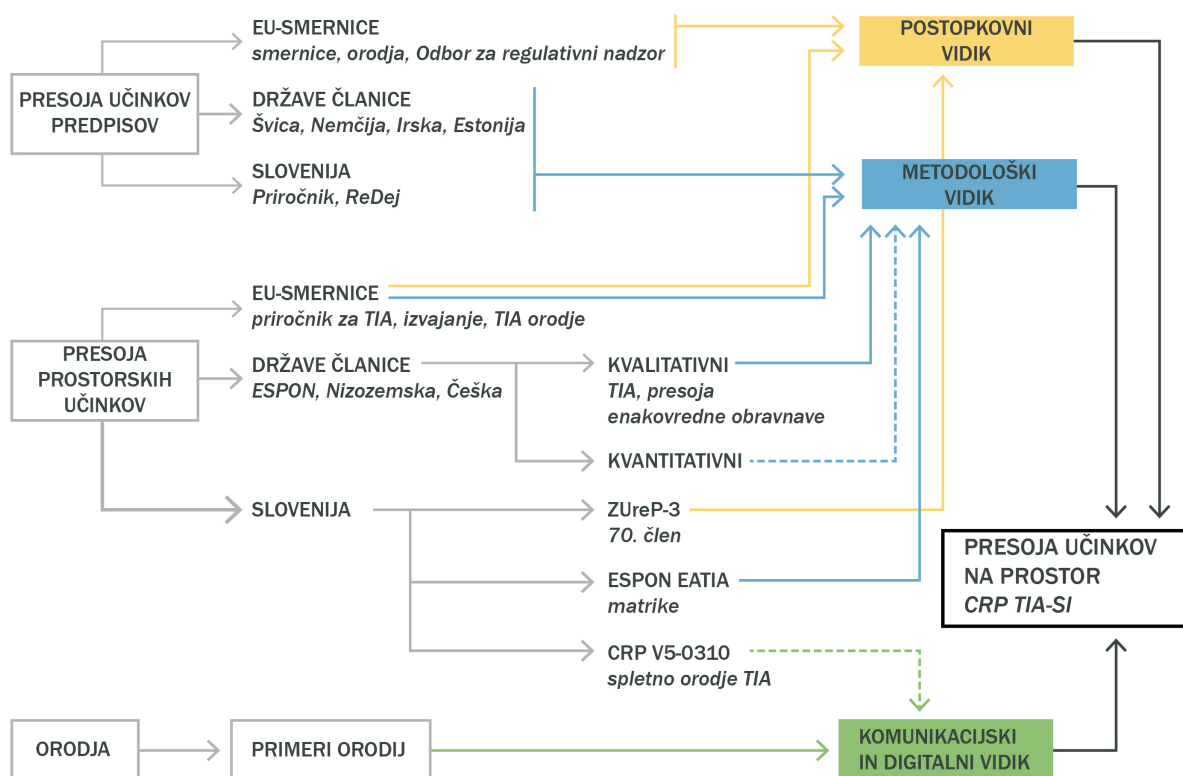 EU-SMERNICE
smernice, orodja, Odbor za regulativni nadzor
POSTOPKOVNI
VIDIK
PRESOJA UČINKOV
PREDPISOV
DRŽAVE ČLANICE
Švica, Nemčija, Irska, Estonija
SLOVENIJA
Priročnik, ReDej
METODOLOŠKI
VIDIK
EU-SMERNICE
priročnik za TIA, izvajanje, TIA orodje
PRESOJA
PROSTORSKIH
UČINKOV
DRŽAVE ČLANICE
ESPON, Nizozemska, Češka
KVALITATIVNI
TIA, presoja
enakovredne obravnave
KVANTITATIVNI
SLOVENIJA
ZUreP-3
70. člen
ESPON EATIA
matrike
CRP V5-0310
spletno orodje TIA
PRESOJA UČINKOV
NA PROSTOR
CRP TIA-SI
ORODJA
PRIMERI ORODIJ
KOMUNIKACIJSKI
IN DIGITALNI VIDIK